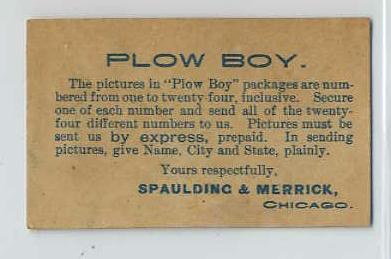 PLOW BOY.
The pictures in "Plow Boy" packages are num-
bered from one to twenty-four, inclusive. Secure
one of each number and send all of the twenty-
four different numbers to us. Pictures must be
sent us by express, prepaid. In sending
pictures, give Name, City and State, plainly.
Yours respectfully,
SPAULDING & MERRICK,
CHICAGO.